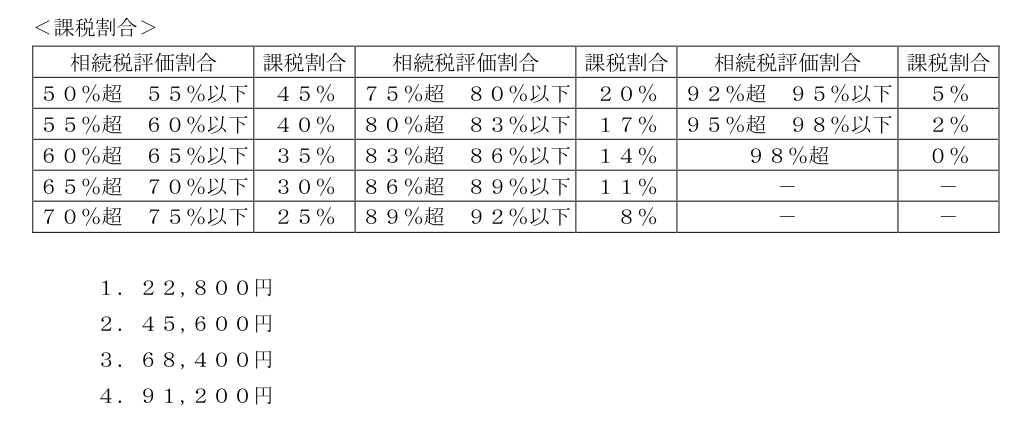 ＜課税割合＞
相続税評価割合 課税割合 相続税評価割合 課税割合 相続税評価割合 課税割合
５０％超　５５％以下 ４５％ ７５％超　８０％以下 ２０％ ９２％超　９５％以下 ５％
５５％超　６０％以下 ４０％ ８０％超　８３％以下 １７％ ９５％超　９８％以下 ２％
６０％超　６５％以下 ３５％ ８３％超　８６％以下 １４％ ９８％超 ０％
６５％超　７０％以下 ３０％ ８６％超　８９％以下 １１％ － －
７０％超　７５％以下 ２５％ ８９％超　９２％以下 ８％ － －
１．２２,８００円
２．４５,６００円
３．６８,４００円
４．９１,２００円